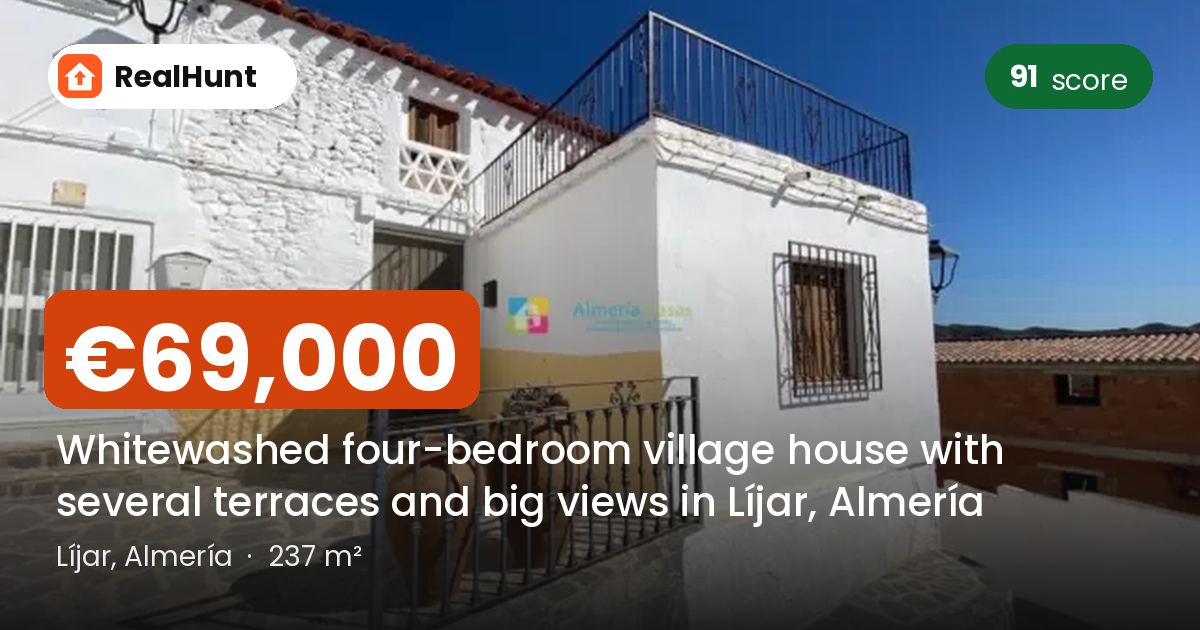 RealHunt
91 score
Almería Casas
€69,000
Whitewashed four-bedroom village house with
several terraces and big views in Líjar, Almería
Líjar, Almería · 237 m²